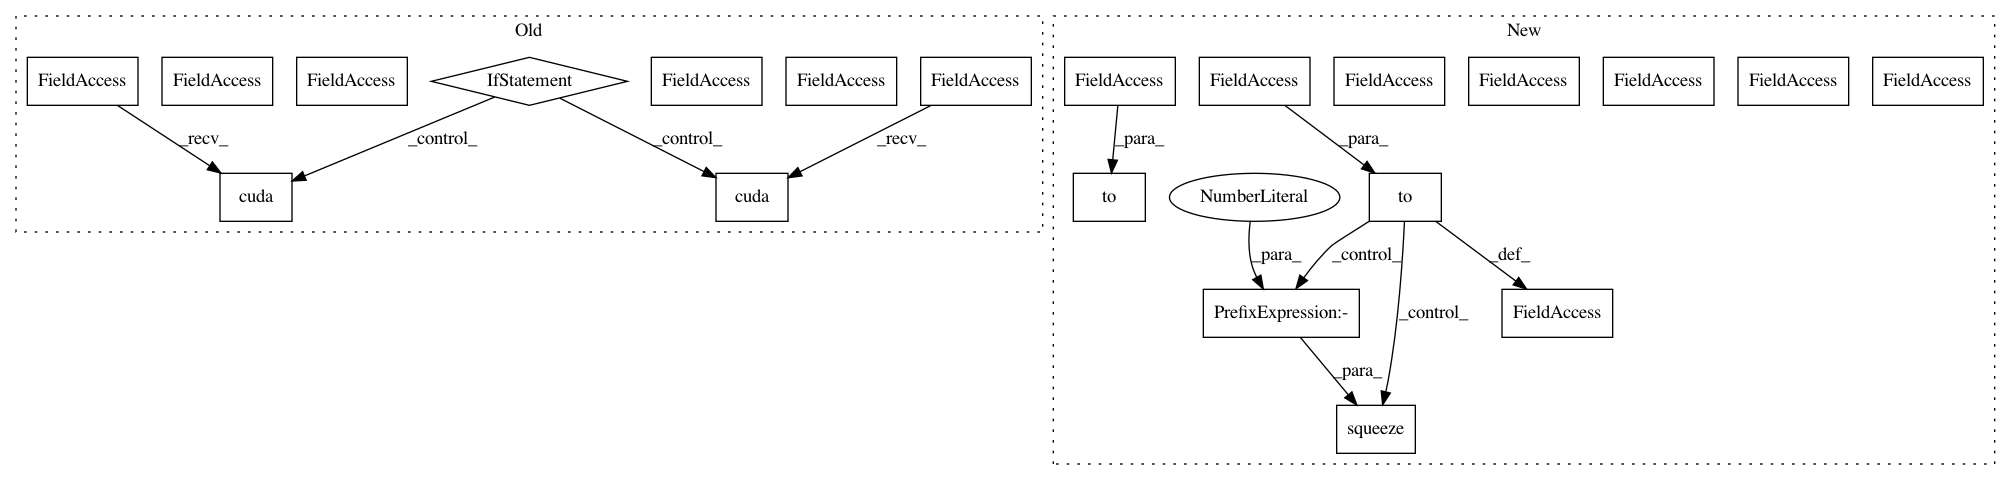 Old
New
FieldAccess FieldAccess FieldAccess IfStatement FieldAccess FieldAccess FieldAccess FieldAccess FieldAccess FieldAccess FieldAccess FieldAccess FieldAccess FieldAccess
_recv_ _control_ _control_ _recv_ _para_ _para_
cuda cuda to NumberLiteral to
_para_ _control_ _def_
PrefixExpression:- _control_ FieldAccess
_para_
squeeze